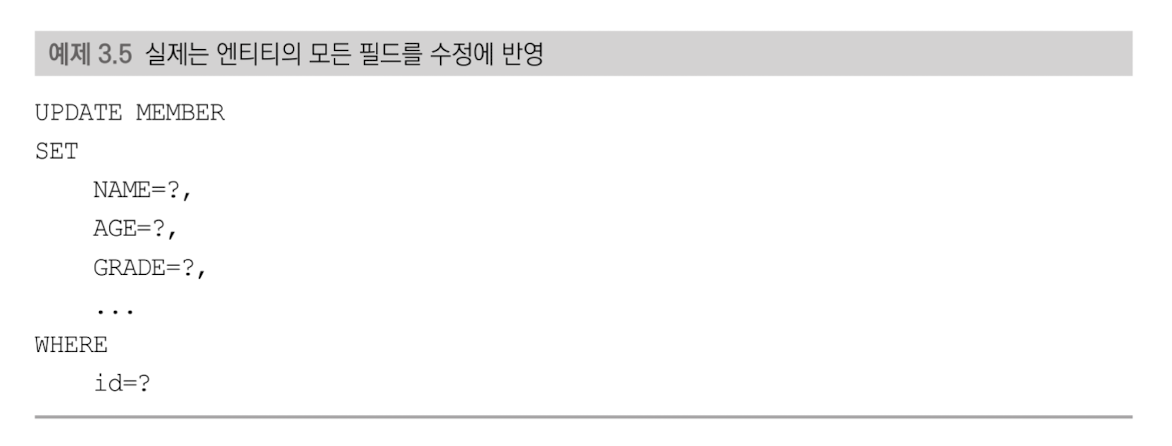 예제 3.5 실제는 엔티티의 모든 필드를 수정에 반영
UPDATE MEMBER
SET
NAME=?,
AGE=?,
GRADE=?,
...
WHERE
id=?